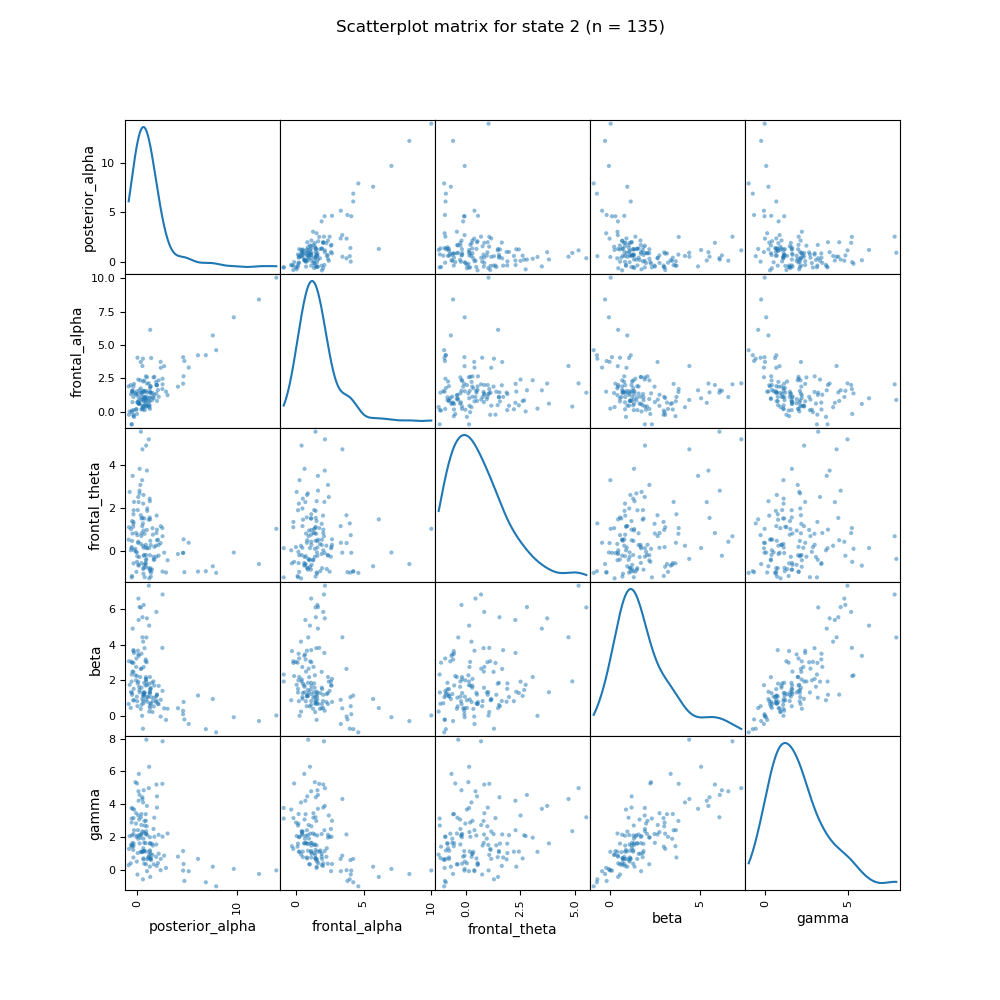 Scatterplot matrix for state 2 (n = 135)
posterior_alpha
10
5
0
frontal_alpha
10.0
7.5
5.0
2.5
0.0
frontal_theta
4
2
0
beta
6
4
2
0
gamma
8
6
4
2
0
0 10 0 5 10 0.0 2.5 5.0 0 5 0 5
posterior_alpha frontal_alpha frontal_theta beta gamma